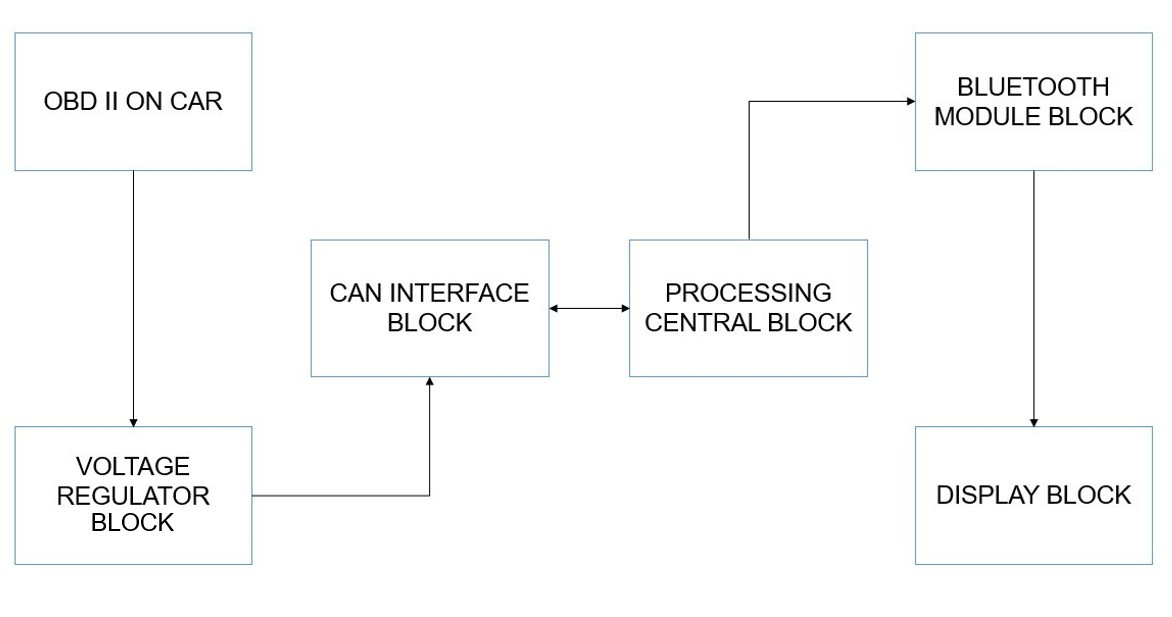 OBD II ON CAR
BLUETOOTH
MODULE BLOCK
CAN INTERFACE
BLOCK
PROCESSING
CENTRAL BLOCK
VOLTAGE
REGULATOR
BLOCK
DISPLAY BLOCK